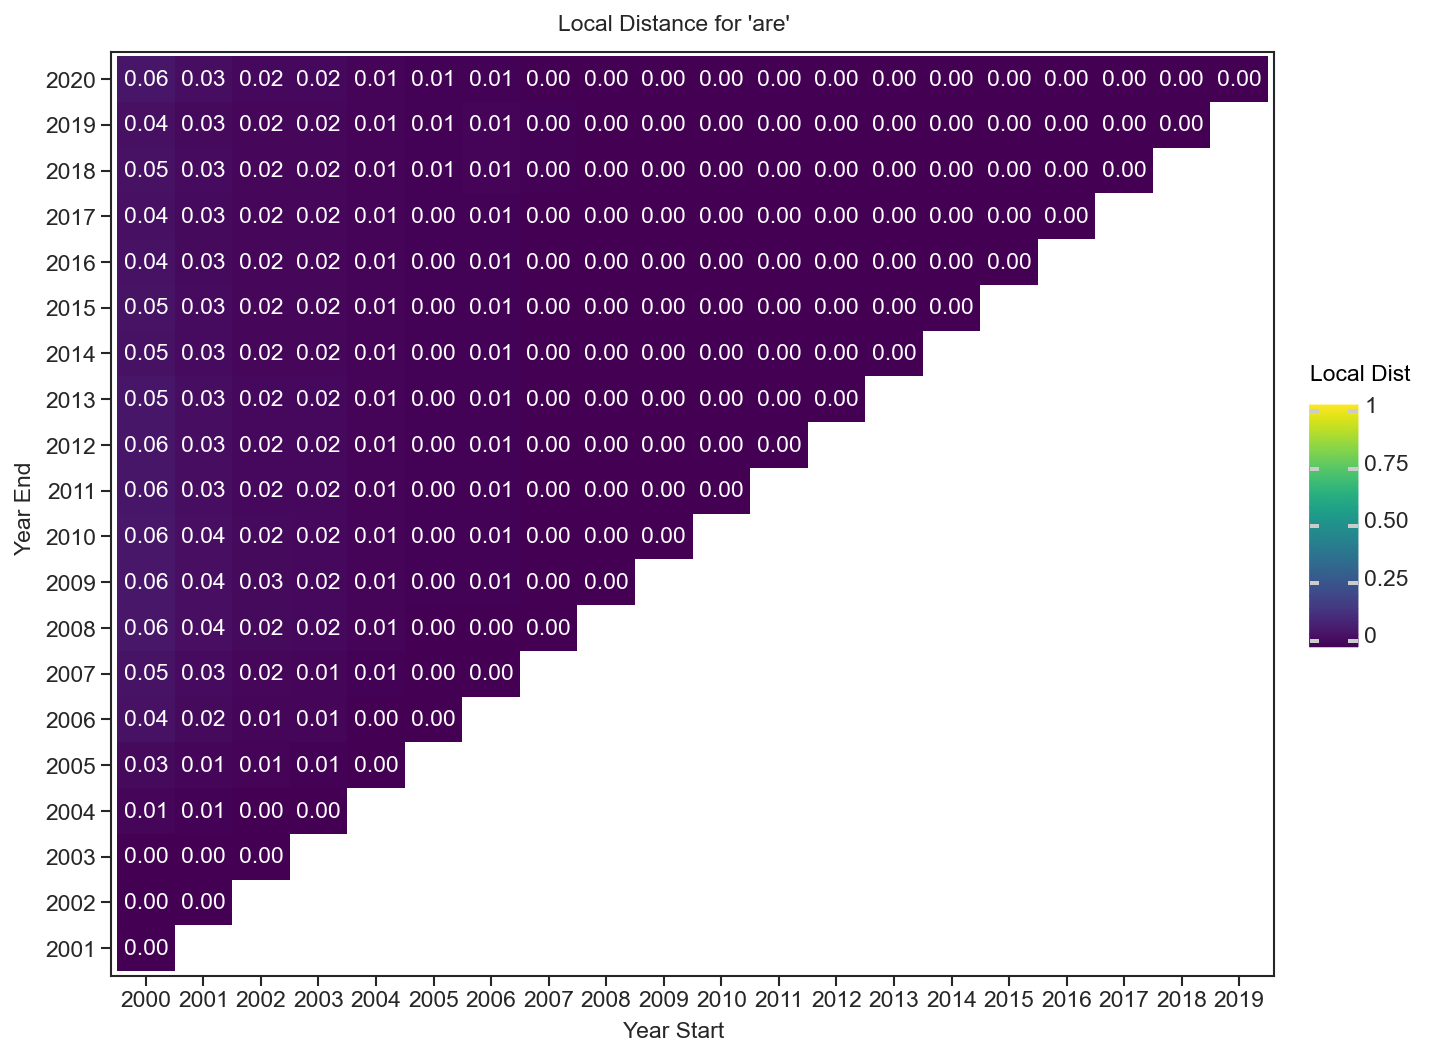 Local Distance for 'are'
2020 0.06 0.03 0.02 0.02 0.01 0.01 0.01 0.00 0.00 0.00 0.00 0.00 0.00 0.00 0.00 0.00 0.00 0.00 0.00 0.00
2019 0.04 0.03 0.02 0.02 0.01 0.01 0.01 0.00 0.00 0.00 0.00 0.00 0.00 0.00 0.00 0.00 0.00 0.00 0.00
2018 0.05 0.03 0.02 0.02 0.01 0.01 0.01 0.00 0.00 0.00 0.00 0.00 0.00 0.00 0.00 0.00 0.00 0.00
2017 0.04 0.03 0.02 0.02 0.01 0.00 0.01 0.00 0.00 0.00 0.00 0.00 0.00 0.00 0.00 0.00 0.00
2016 0.04 0.03 0.02 0.02 0.01 0.00 0.01 0.00 0.00 0.00 0.00 0.00 0.00 0.00 0.00 0.00
2015 0.05 0.03 0.02 0.02 0.01 0.00 0.01 0.00 0.00 0.00 0.00 0.00 0.00 0.00 0.00
2014 0.05 0.03 0.02 0.02 0.01 0.00 0.01 0.00 0.00 0.00 0.00 0.00 0.00 0.00
2013 0.05 0.03 0.02 0.02 0.01 0.00 0.01 0.00 0.00 0.00 0.00 0.00 0.00
2012 0.06 0.03 0.02 0.02 0.01 0.00 0.01 0.00 0.00 0.00 0.00 0.00
2011 0.06 0.03 0.02 0.02 0.01 0.00 0.01 0.00 0.00 0.00 0.00
2010 0.06 0.04 0.02 0.02 0.01 0.00 0.01 0.00 0.00 0.00
2009 0.06 0.04 0.03 0.02 0.01 0.00 0.01 0.00 0.00
2008 0.06 0.04 0.02 0.02 0.01 0.00 0.00 0.00
2007 0.05 0.03 0.02 0.01 0.01 0.00 0.00
2006 0.04 0.02 0.01 0.01 0.00 0.00
2005 0.03 0.01 0.01 0.01 0.00
2004 0.01 0.01 0.00 0.00
2003 0.00 0.00 0.00
2002 0.00 0.00
2001 0.00
2000 2001 2002 2003 2004 2005 2006 2007 2008 2009 2010 2011 2012 2013 2014 2015 2016 2017 2018 2019
Year Start
Year End
Local Dist
1
0.75
0.50
0.25
0